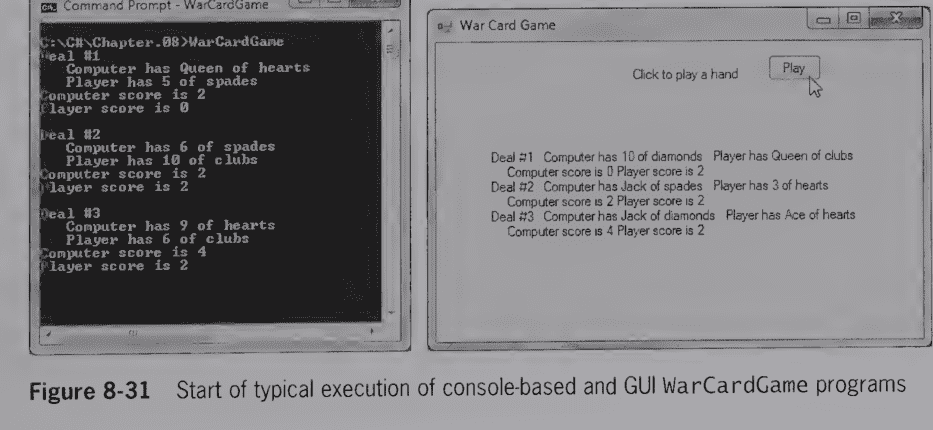 Command Prompt - WarCardGame
C:\C#\Chapter.08>WarCardGame
Deal #1
Computer has Queen of hearts
Player has 5 of spades
Computer score is 2
Player score is 0
Deal #2
Computer has 6 of spades
Player has 10 of clubs
Computer score is 2
Player score is 2
Deal #3
Computer has 9 of hearts
Player has 6 of clubs
Computer score is 4
Player score is 2
War Card Game
Click to play a hand Play
Deal #1 Computer has 10 of diamonds Player has Queen of clubs
Computer score is 0 Player score is 2
Deal #2 Computer has Jack of spades Player has 3 of hearts
Computer score is 2 Player score is 2
Deal #3 Computer has Jack of diamonds Player has Ace of hearts
Computer score is 4 Player score is 2
Figure 8-31 Start of typical execution of console-based and GUI WarCardGame programs